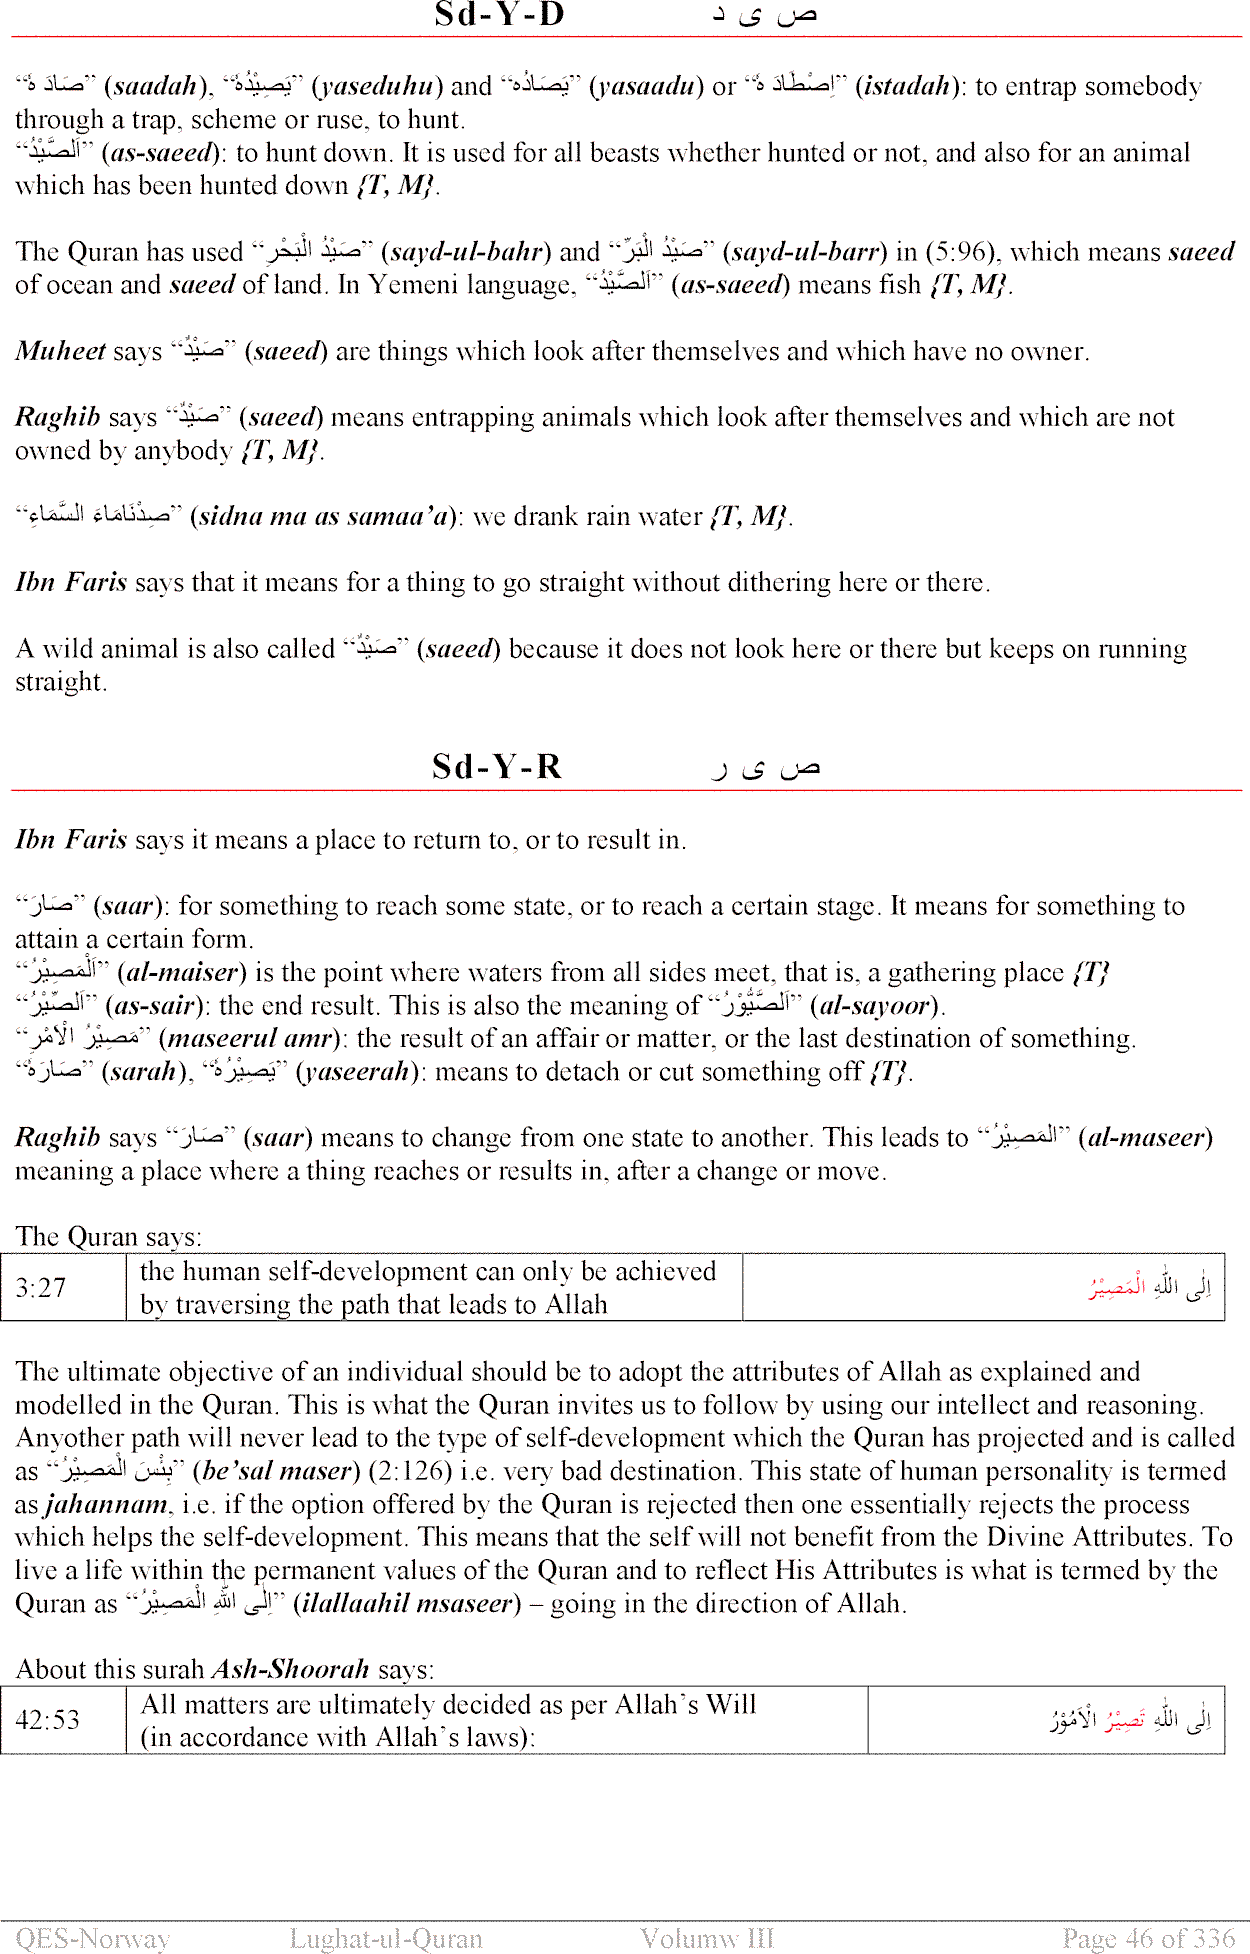 Sd-Y-D ص ی د
“صَادَ ہٗ” (saadah), “یَصِیْدُہٗ” (yaseduhu) and “یَصَادُہ” (yasaadu) or “اِصْطَادَ ہٗ” (istadah): to entrap somebody
through a trap, scheme or ruse, to hunt.
“اَلصَّیْدُ” (as-saeed): to hunt down. It is used for all beasts whether hunted or not, and also for an animal
which has been hunted down {T, M}.
The Quran has used “صَیْدُ الْبَحْرِ” (sayd-ul-bahr) and “صَیْدُ الْبَرِّ” (sayd-ul-barr) in (5:96), which means saeed
of ocean and saeed of land. In Yemeni language, “اَلصَّیْدُ” (as-saeed) means fish {T, M}.
Muheet says “صَیْدٌ” (saeed) are things which look after themselves and which have no owner.
Raghib says “صَیْدٌ” (saeed) means entrapping animals which look after themselves and which are not
owned by anybody {T, M}.
“صِدْنَامَاءَ السَّمَاءِ” (sidna ma as samaa’a): we drank rain water {T, M}.
Ibn Faris says that it means for a thing to go straight without dithering here or there.
A wild animal is also called “صَیْدٌ” (saeed) because it does not look here or there but keeps on running
straight.
Sd-Y-R ص ی ر
Ibn Faris says it means a place to return to, or to result in.
“صَارَ” (saar): for something to reach some state, or to reach a certain stage. It means for something to
attain a certain form.
“اَلْمَصِیْرُ” (al-maiser) is the point where waters from all sides meet, that is, a gathering place {T}
“اَلصِّیْرُ” (as-sair): the end result. This is also the meaning of “اَلصَّیُّوْرُ” (al-sayoor).
“مَصِیْرُ الْاَمْرِ” (maseerul amr): the result of an affair or matter, or the last destination of something.
“صَارَہٗ” (sarah), “یَصِیْرُہٗ” (yaseerah): means to detach or cut something off {T}.
Raghib says “صَارَ” (saar) means to change from one state to another. This leads to “المَصِیْرُ” (al-maseer)
meaning a place where a thing reaches or results in, after a change or move.
The Quran says:
3:27 the human self-development can only be achieved
by traversing the path that leads to Allah اِلٰی اللّٰہِ الْمَصِیْرُ
The ultimate objective of an individual should be to adopt the attributes of Allah as explained and
modelled in the Quran. This is what the Quran invites us to follow by using our intellect and reasoning.
Anyother path will never lead to the type of self-development which the Quran has projected and is called
as “بِئْسَ الْمَصِیْرُ” (be’sal maser) (2:126) i.e. very bad destination. This state of human personality is termed
as jahannam, i.e. if the option offered by the Quran is rejected then one essentially rejects the process
which helps the self-development. This means that the self will not benefit from the Divine Attributes. To
live a life within the permanent values of the Quran and to reflect His Attributes is what is termed by the
Quran as “اِلٰی اللّٰہِ الْمَصِیْرُ” (ilallaahil msaseer) – going in the direction of Allah.
About this surah Ash-Shoorah says:
42:53 All matters are ultimately decided as per Allah’s Will
(in accordance with Allah’s laws): اِلٰی اللّٰہِ تَصِیْرُ الْاَمُوْرُ
QES-Norway Lughat-ul-Quran Volumw III Page 46 of 336